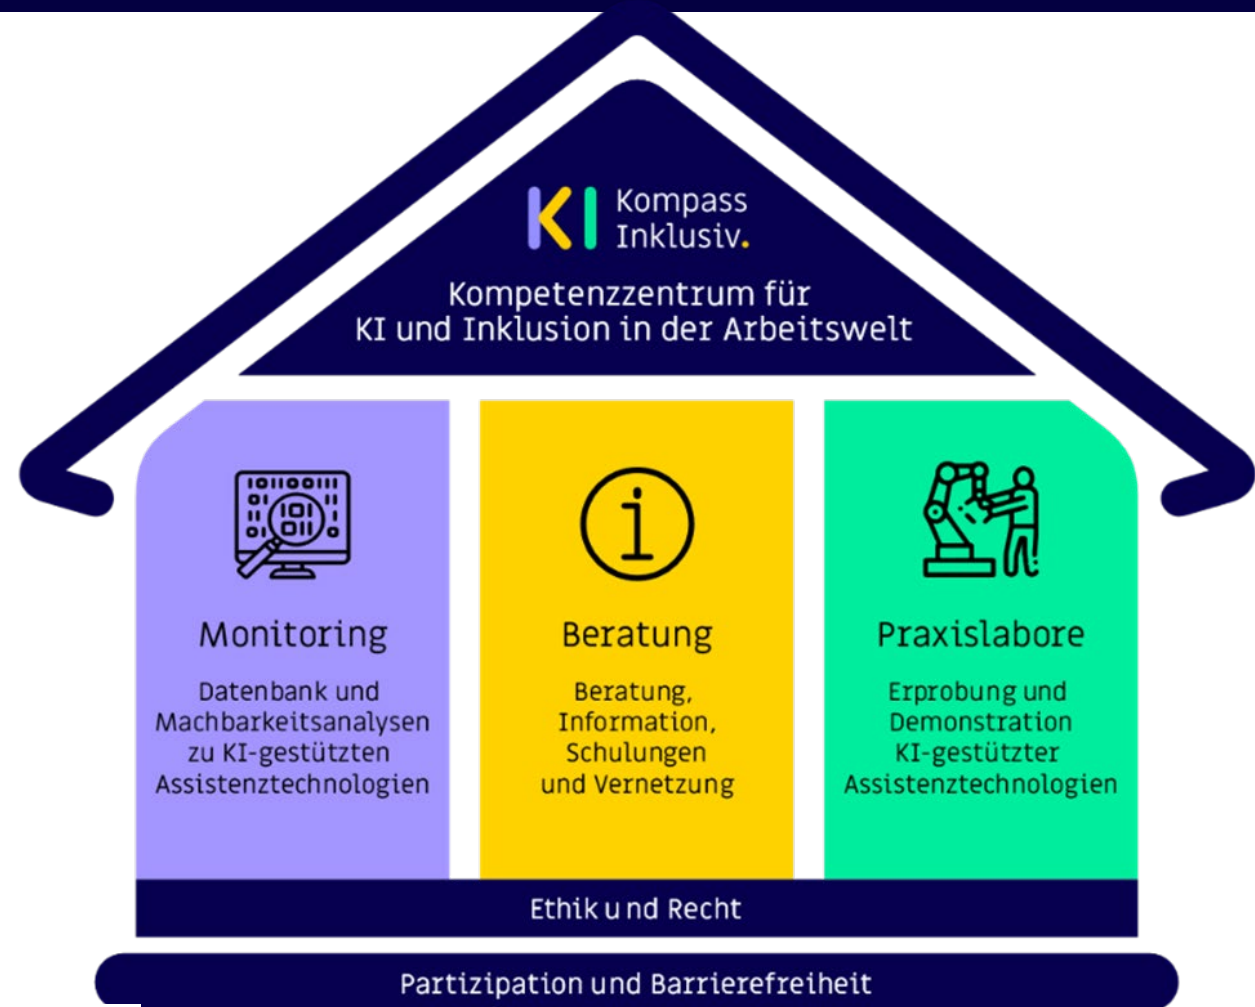 KI Kompass
Inklusiv.
Kompetenzzentrum für
KI und Inklusion in der Arbeitswelt
Monitoring
Datenbank und
Machbarkeitsanalysen
zu KI-gestützten
Assistenztechnologien
Beratung
Beratung,
Information,
Schulungen
und Vernetzung
Praxislabore
Erprobung und
Demonstration
KI-gestützter
Assistenztechnologien
Ethik und Recht
Partizipation und Barrierefreiheit